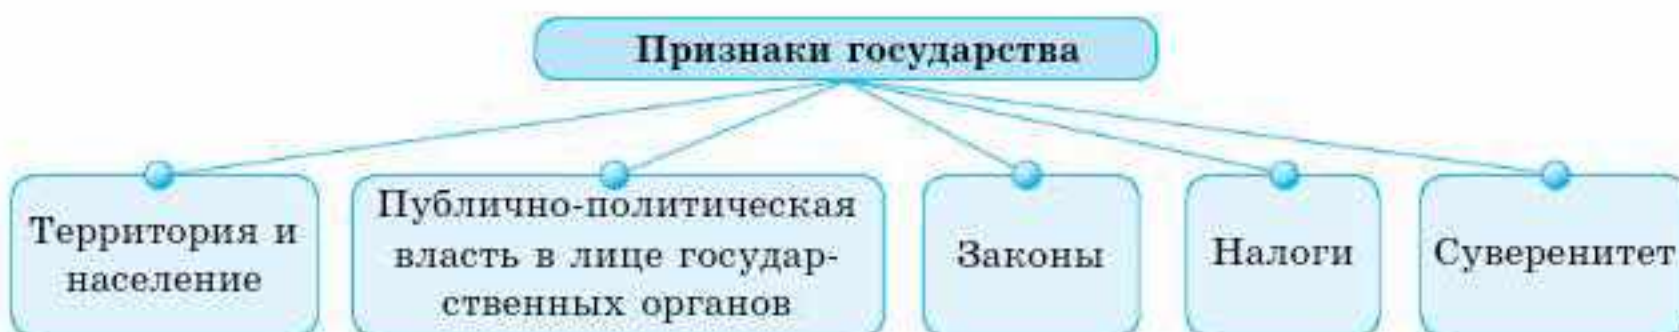 Признаки государства
Территория и
население
Публично-политическая
власть в лице государ-
ственных органов
Законы
Налоги
Суверенитет